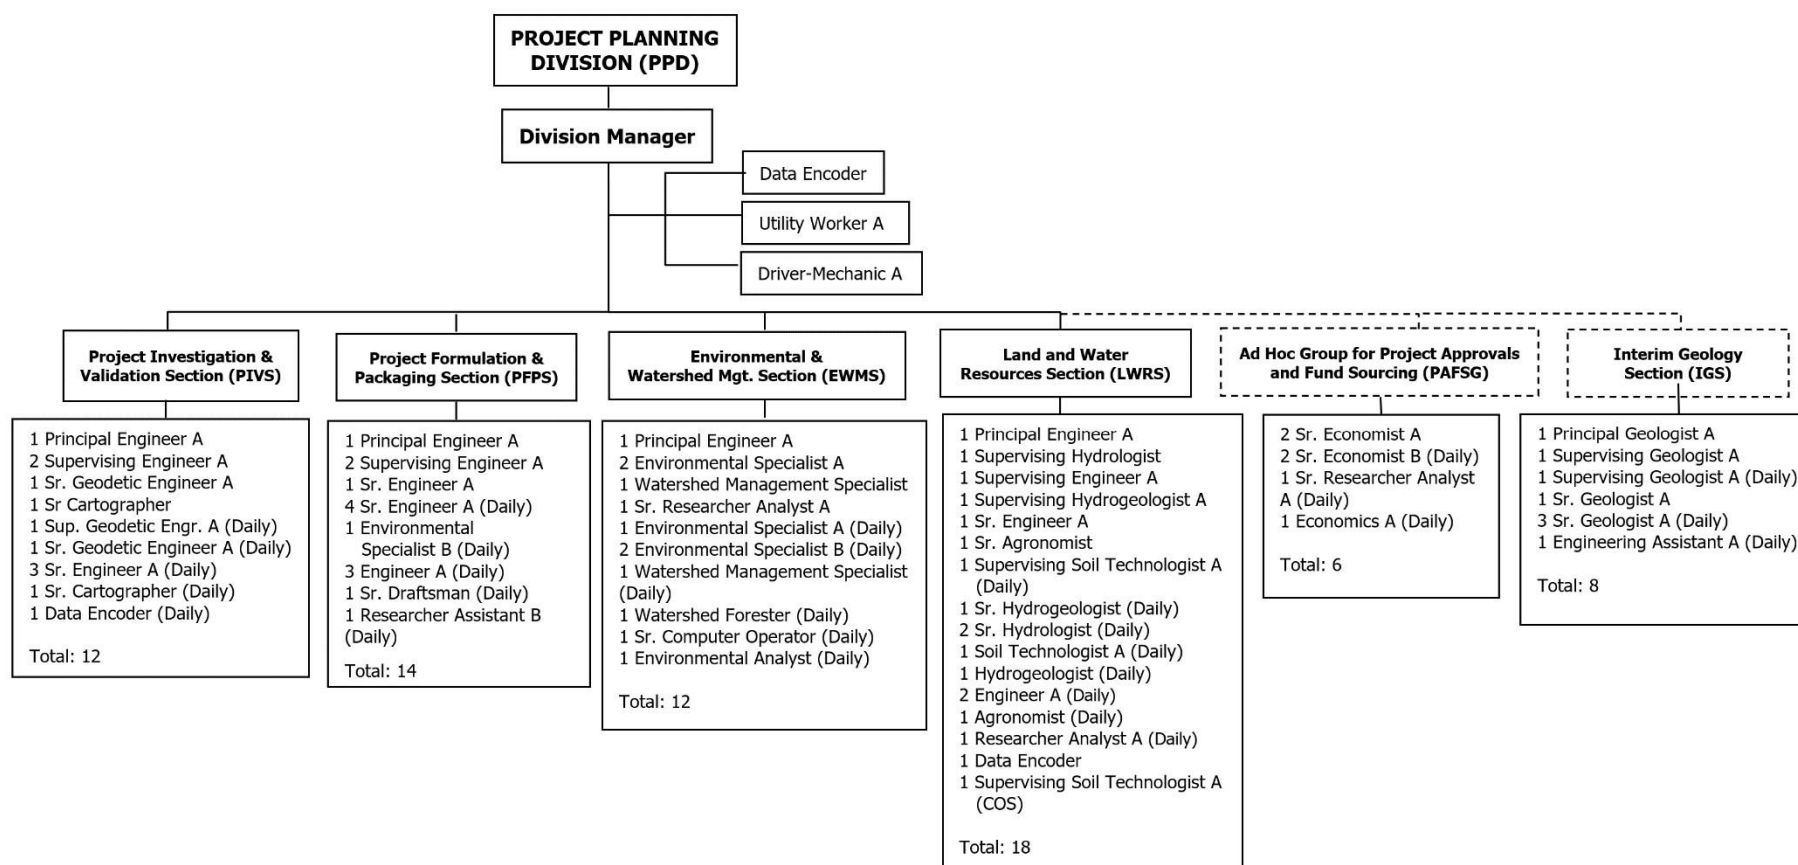 PROJECT PLANNING
DIVISION (PPD)
Division Manager
Data Encoder
Utility Worker A
Driver-Mechanic A
Project Investigation &
Validation Section (PIVS)
1 Principal Engineer A
2 Supervising Engineer A
1 Sr. Geodetic Engineer A
1 Sr Cartographer
1 Sup. Geodetic Engr. A (Daily)
1 Sr. Geodetic Engineer A (Daily)
3 Sr. Engineer A (Daily)
1 Sr. Cartographer (Daily)
1 Data Encoder (Daily)
Total: 12
Project Formulation &
Packaging Section (PFPS)
1 Principal Engineer A
2 Supervising Engineer A
1 Sr. Engineer A
4 Sr. Engineer A (Daily)
1 Environmental
Specialist B (Daily)
3 Engineer A (Daily)
1 Sr. Draftsman (Daily)
1 Researcher Assistant B
(Daily)
Total: 14
Environmental &
Watershed Mgt. Section (EWMS)
1 Principal Engineer A
2 Environmental Specialist A
1 Watershed Management Specialist
1 Sr. Researcher Analyst A
1 Environmental Specialist A (Daily)
2 Environmental Specialist B (Daily)
1 Watershed Management Specialist
(Daily)
1 Watershed Forester (Daily)
1 Sr. Computer Operator (Daily)
1 Environmental Analyst (Daily)
Total: 12
Land and Water
Resources Section (LWRS)
1 Principal Engineer A
1 Supervising Hydrologist
1 Supervising Engineer A
1 Supervising Hydrogeologist A
1 Sr. Engineer A
1 Sr. Agronomist
1 Supervising Soil Technologist A
(Daily)
1 Sr. Hydrogeologist (Daily)
2 Sr. Hydrologist (Daily)
1 Soil Technologist A (Daily)
1 Hydrogeologist (Daily)
2 Engineer A (Daily)
1 Agronomist (Daily)
1 Researcher Analyst A (Daily)
1 Data Encoder
1 Supervising Soil Technologist A
(COS)
Total: 18
Ad Hoc Group for Project Approvals
and Fund Sourcing (PAFSG)
2 Sr. Economist A
2 Sr. Economist B (Daily)
1 Sr. Researcher Analyst
A (Daily)
1 Economics A (Daily)
Total: 6
Interim Geology
Section (IGS)
1 Principal Geologist A
1 Supervising Geologist A
1 Supervising Geologist A (Daily)
1 Sr. Geologist A
3 Sr. Geologist A (Daily)
1 Engineering Assistant A (Daily)
Total: 8